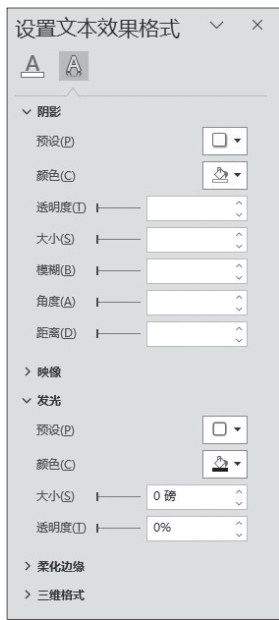 设置文本效果格式
A A
阴影
预设(P)
颜色(C)
透明度(T)
大小(S)
模糊(B)
角度(A)
距离(D)
映像
发光
预设(P)
颜色(C)
大小(S) 0 磅
透明度(T) 0%
柔化边缘
三维格式